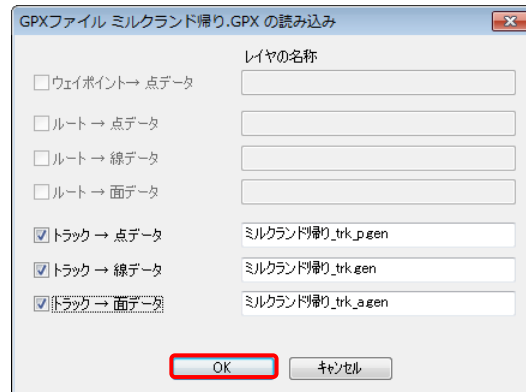 GPXファイル ミルクランド帰り.GPX の読み込み
レイヤの名称
ウェイポイント→ 点データ
ルート → 点データ
ルート → 線データ
ルート → 面データ
トラック → 点データ ミルクランド帰り_trk_p.gen
トラック → 線データ ミルクランド帰り_trk.gen
トラック → 面データ ミルクランド帰り_trk_a.gen
OK キャンセル